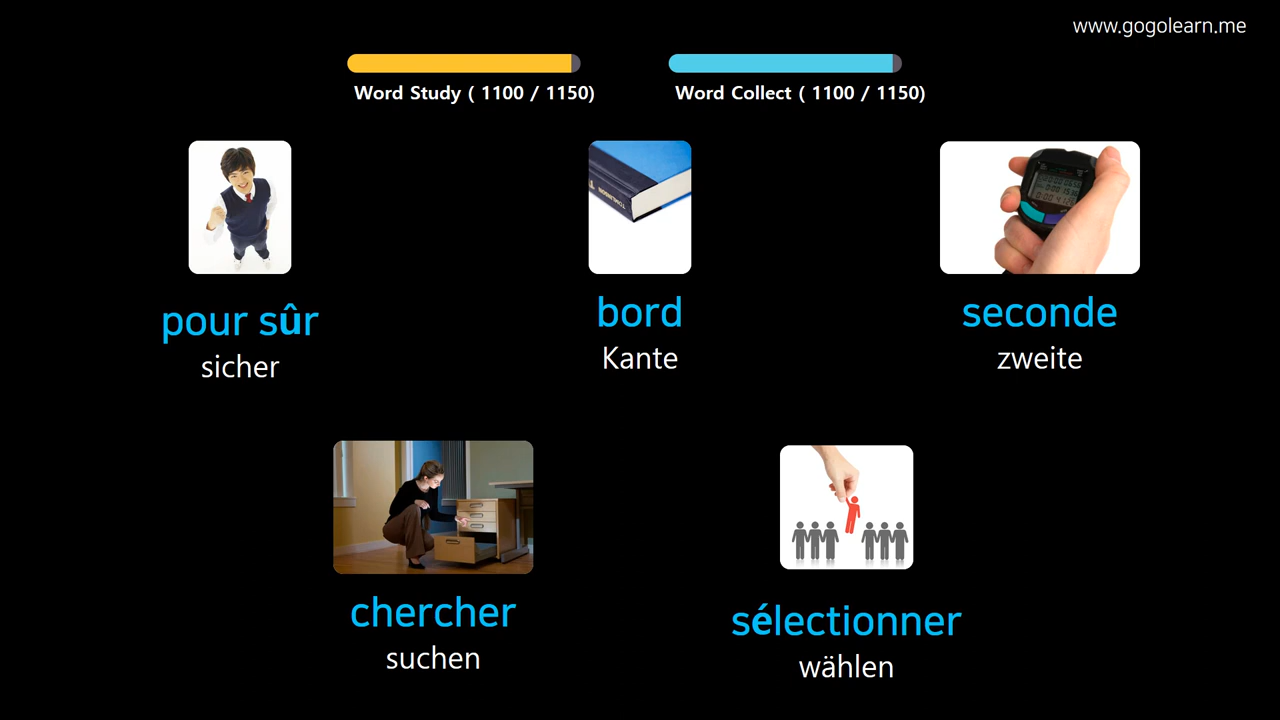 www.gogolearn.me
Word Study ( 1100 / 1150)
Word Collect ( 1100 / 1150)
pour sûr
sicher
bord
Kante
seconde
zweite
chercher
suchen
sélectionner
wählen